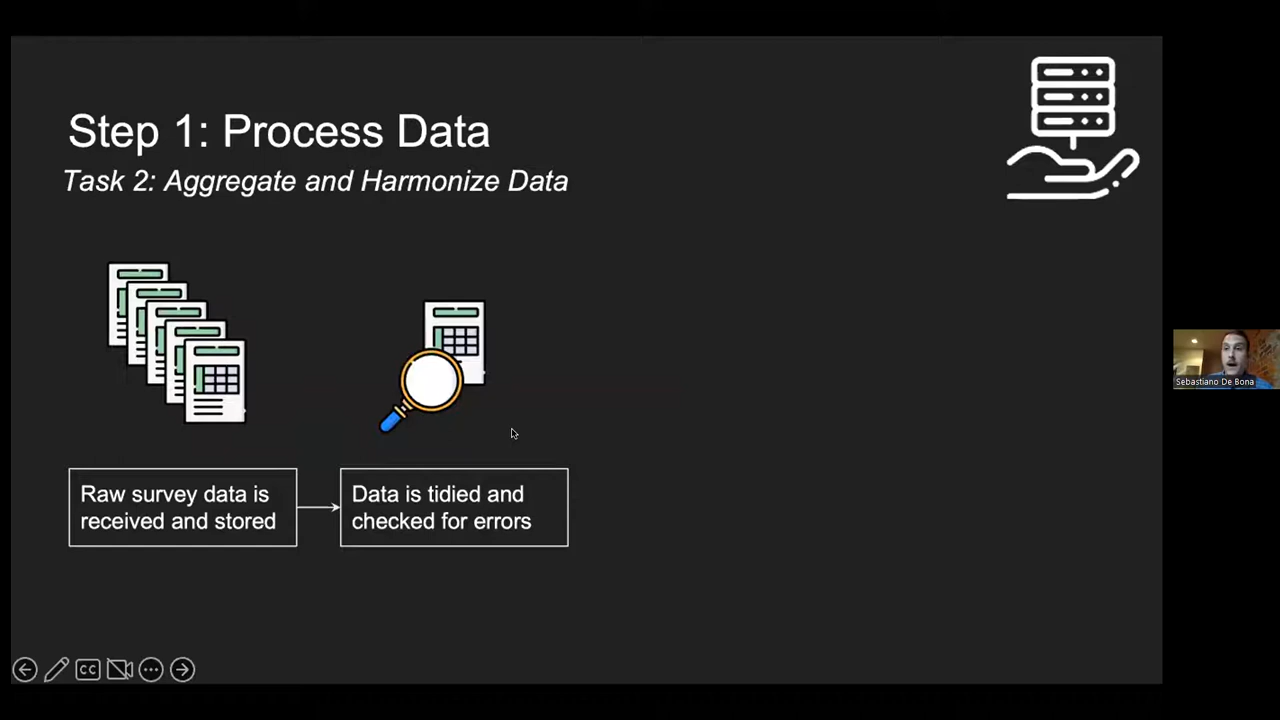 Step 1: Process Data
Task 2: Aggregate and Harmonize Data
Raw survey data is
received and stored
Data is tidied and
checked for errors
CC
Sebastiano De Bona